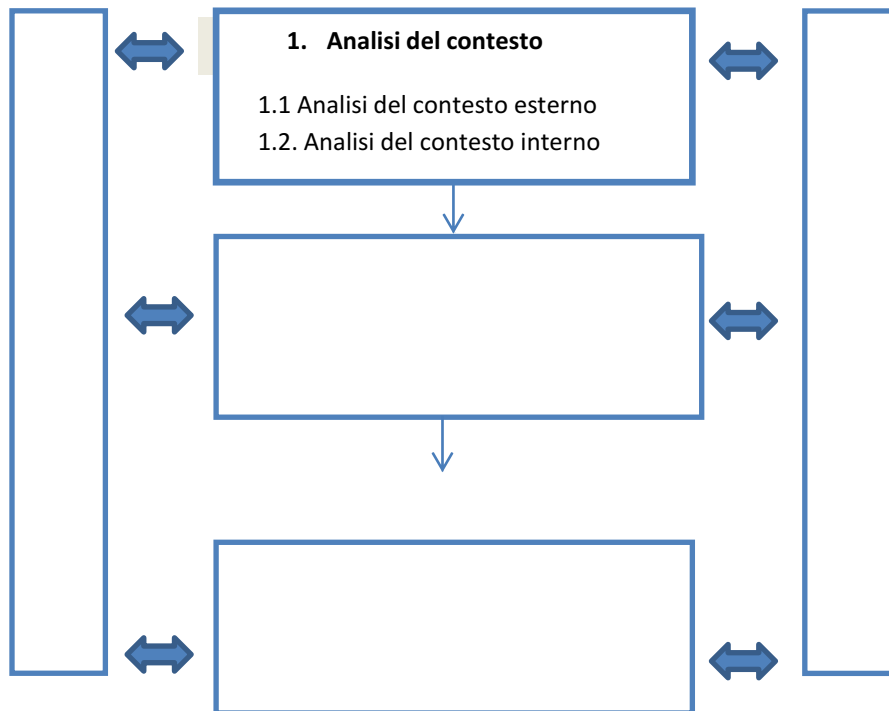 1. Analisi del contesto
1.1 Analisi del contesto esterno
1.2. Analisi del contesto interno